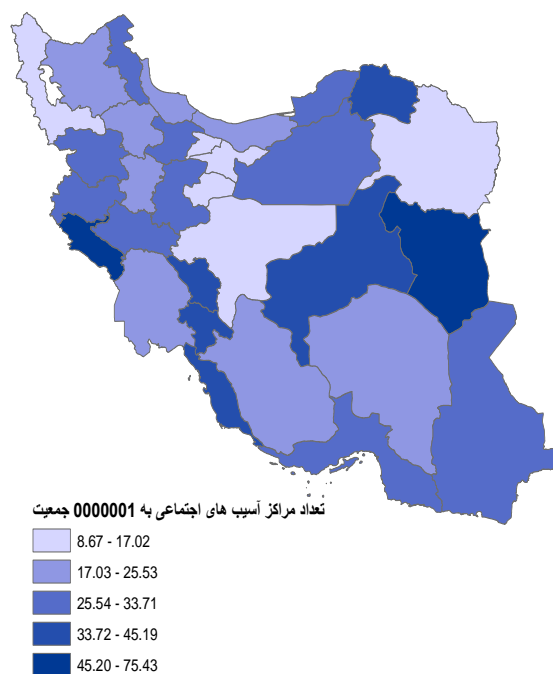 تعداد مراکز آسیب های اجتماعی به 0000001 جمعیت
8.67 - 17.02
17.03 - 25.53
25.54 - 33.71
33.72 - 45.19
45.20 - 75.43